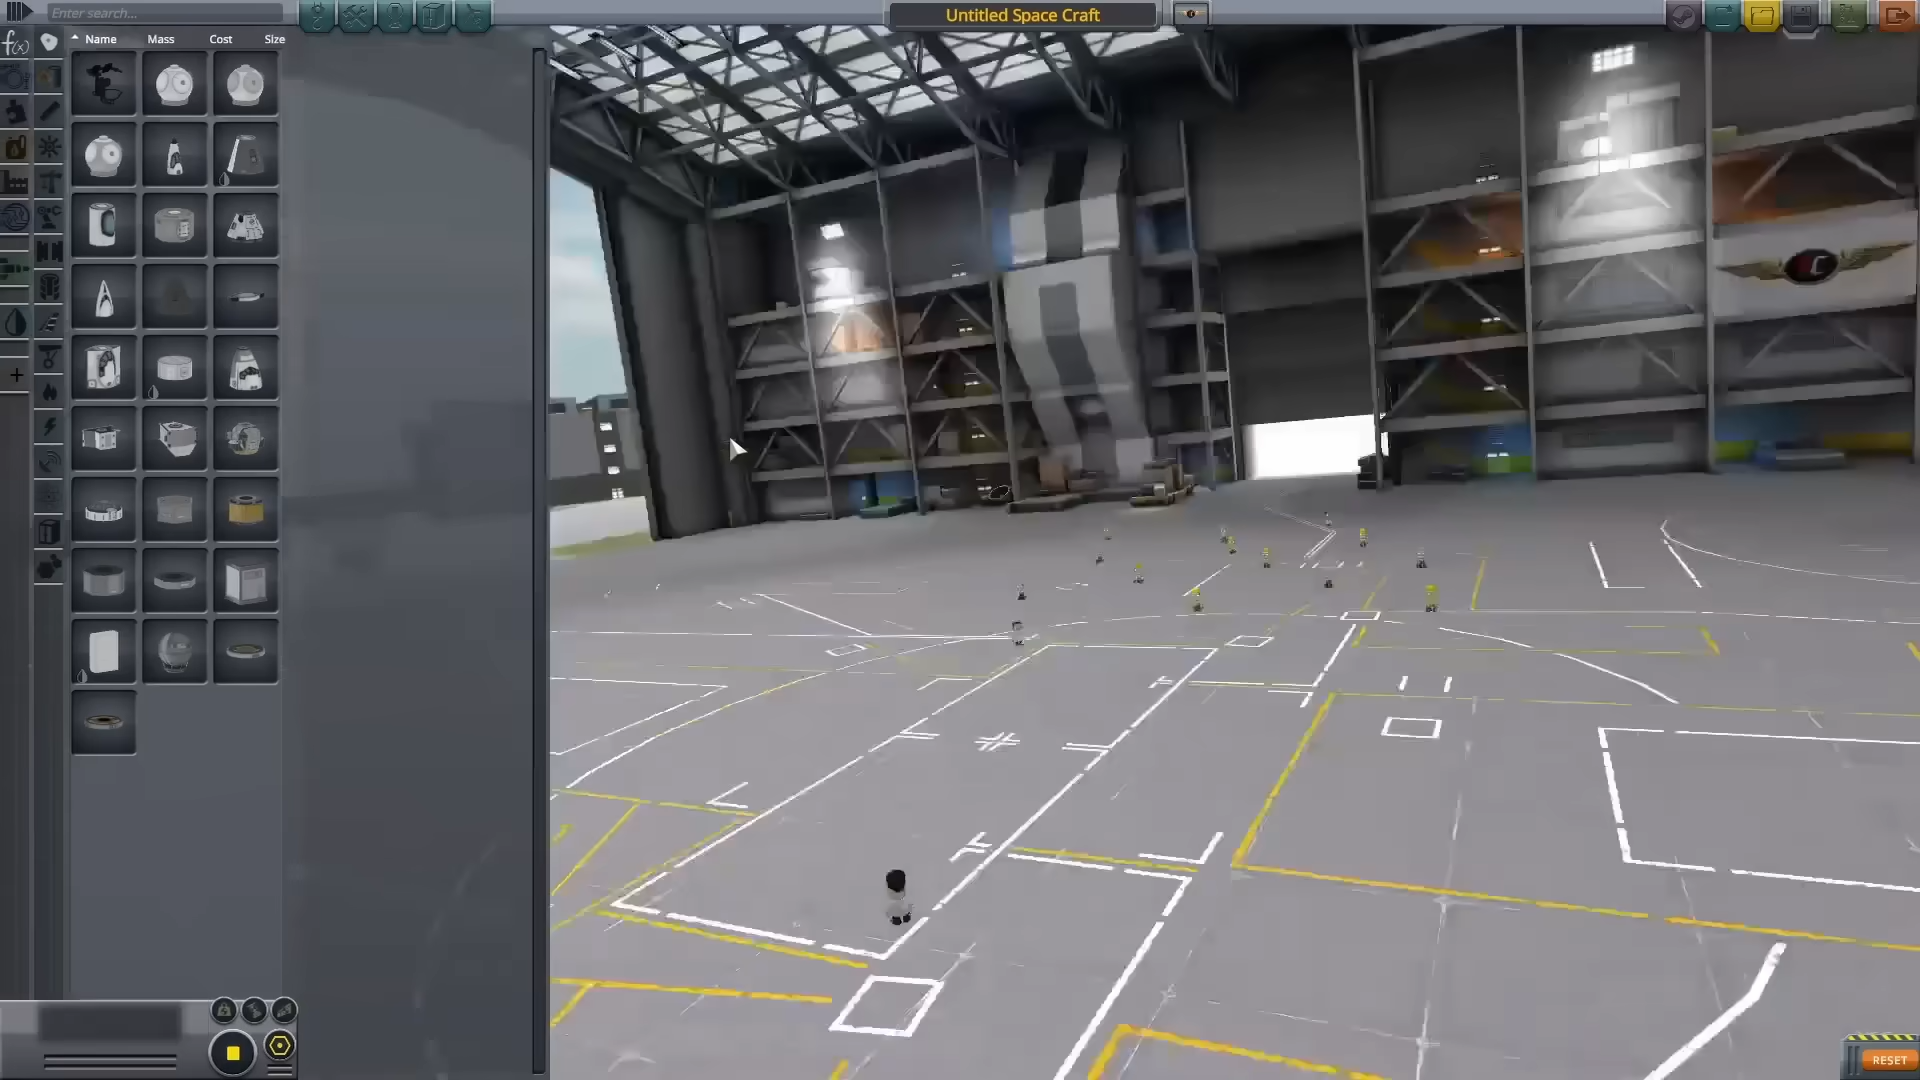 Enter search...
Untitled Space Craft
Name Mass Cost Size
f(x)
C
RESET